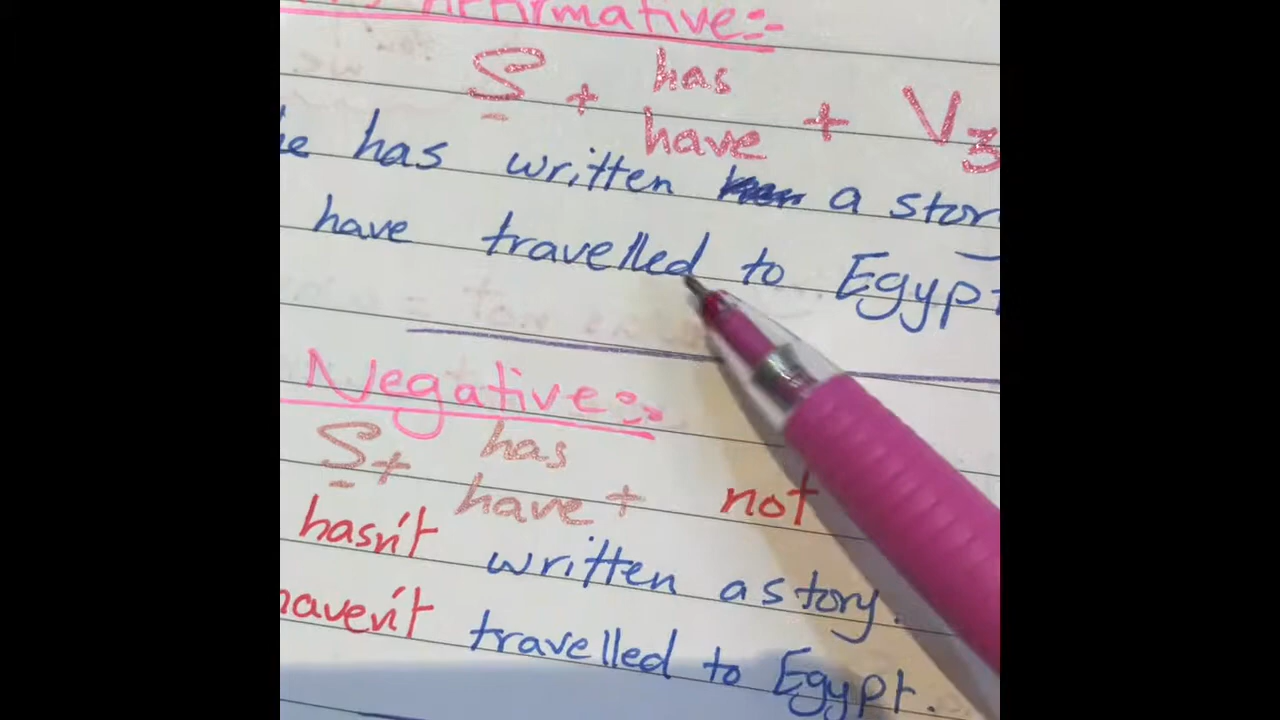 Affirmative:-
S + has
have + V3
has written a story
have travelled to Egypt
Negative:-
S + has
have + not
hasn't written a story.
haven't travelled to Egypt.